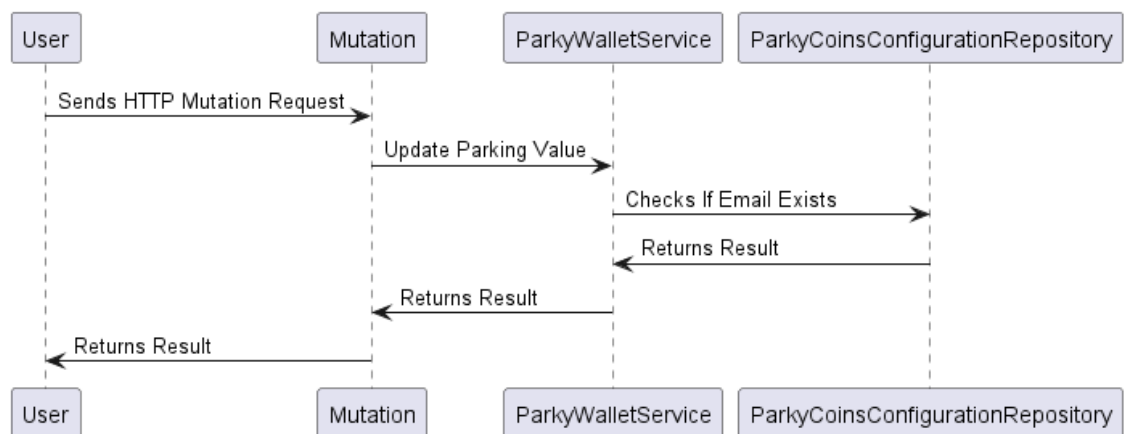 User Mutation ParkyWalletService ParkyCoinsConfigurationRepository
Sends HTTP Mutation Request
Update Parking Value
Checks If Email Exists
Returns Result
Returns Result
Returns Result
User Mutation ParkyWalletService ParkyCoinsConfigurationRepository